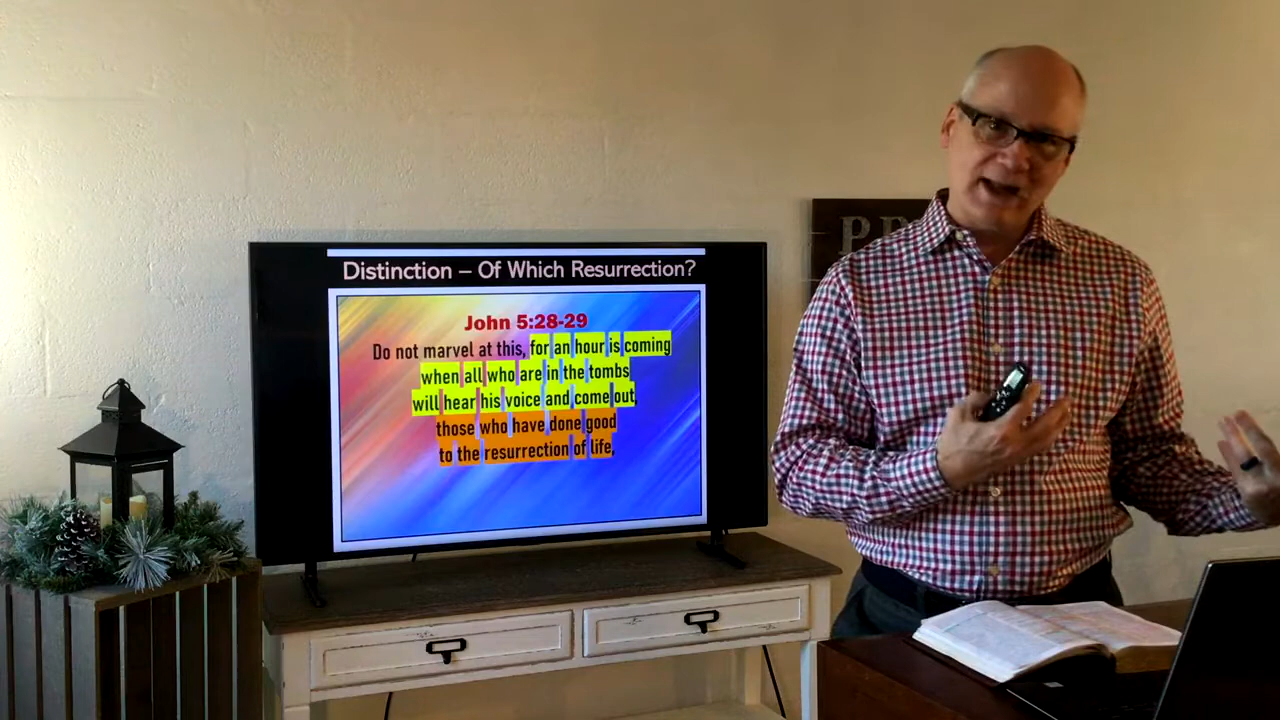 Distinction – Of Which Resurrection?
John 5:28-29
Do not marvel at this, for an hour is coming
when all who are in the tombs
will hear his voice and come out,
those who have done good
to the resurrection of life,